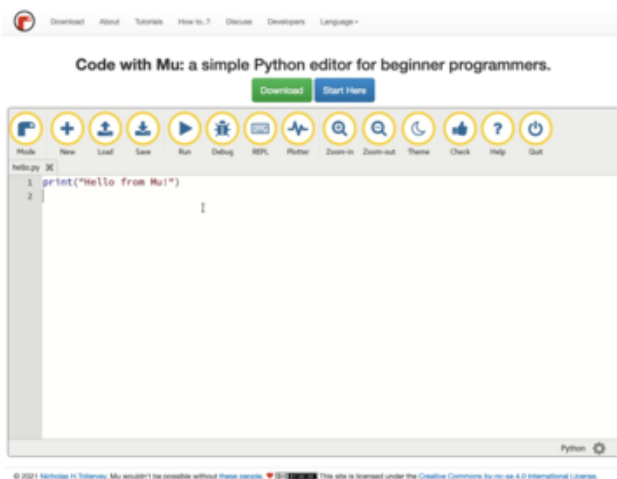 Download About Tutorials How to..? Discuss Developers Language
Code with Mu: a simple Python editor for beginner programmers.
Download Start Here
Mode New Load Save Run Debug REPL Plotter Zoom-in Zoom-out Theme Check Help Quit
hello.py
1 print("Hello from Mu!")
2
Python
© 2021 Nicholas H.Tollervey. Mu wouldn't be possible without these people. This site is licensed under the Creative Commons by-nc-sa 4.0 International License.